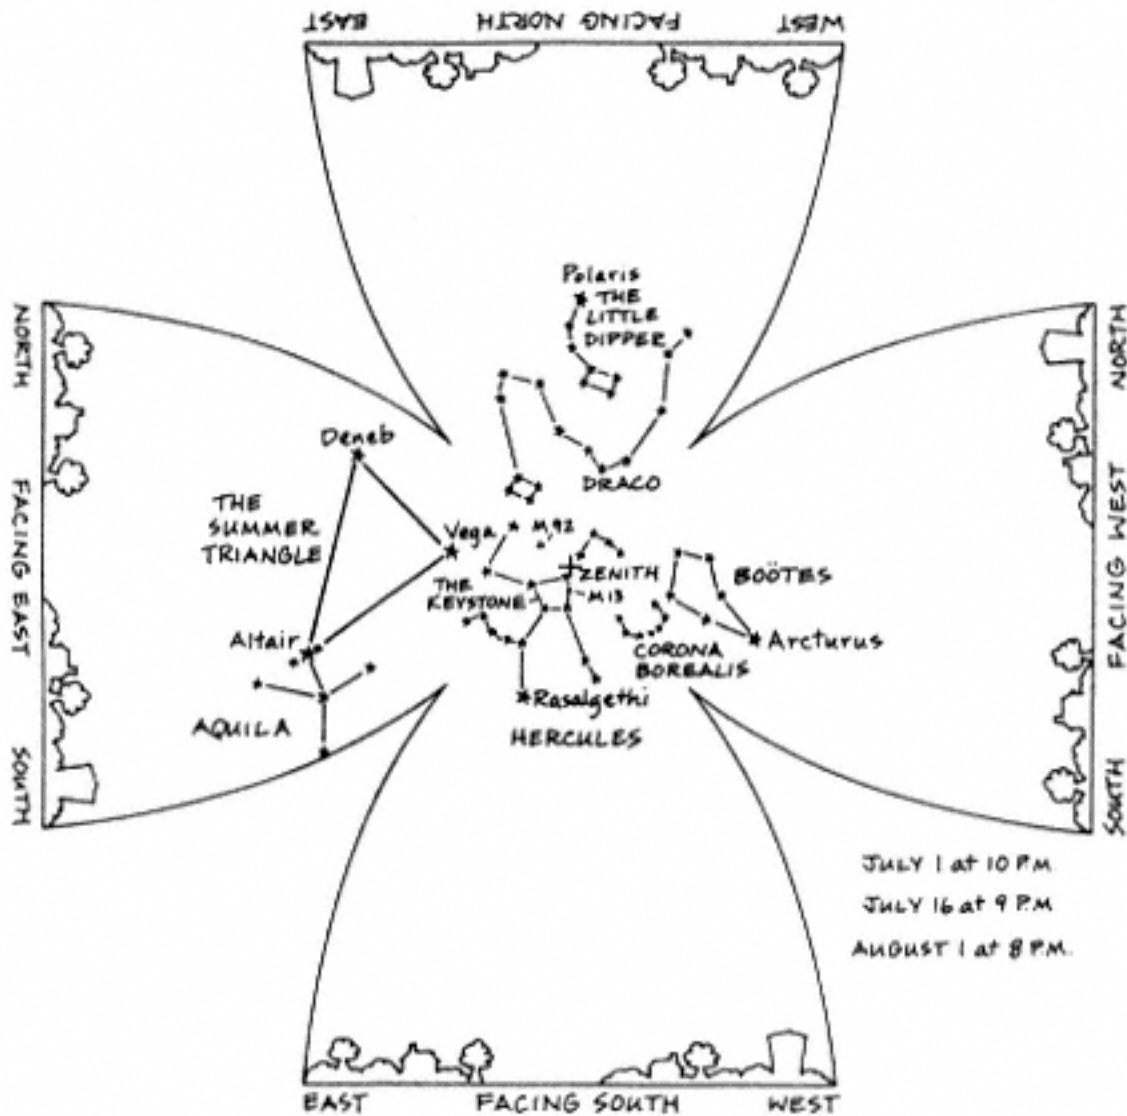 EAST FACING NORTH WEST
Polaris
THE
LITTLE
DIPPER
NORTH
FACING EAST
SOUTH
NORTH
FACING WEST
SOUTH
Deneb
DRACO
THE
SUMMER
TRIANGLE
Vega
M92
ZENITH
BOÖTES
THE
KEYSTONE
M13
Altair
CORONA
BOREALIS
Arcturus
Rasalgethi
AQUILA
HERCULES
JULY 1 at 10 P.M.
JULY 16 at 9 P.M
AUGUST 1 at 8 P.M.
EAST FACING SOUTH WEST